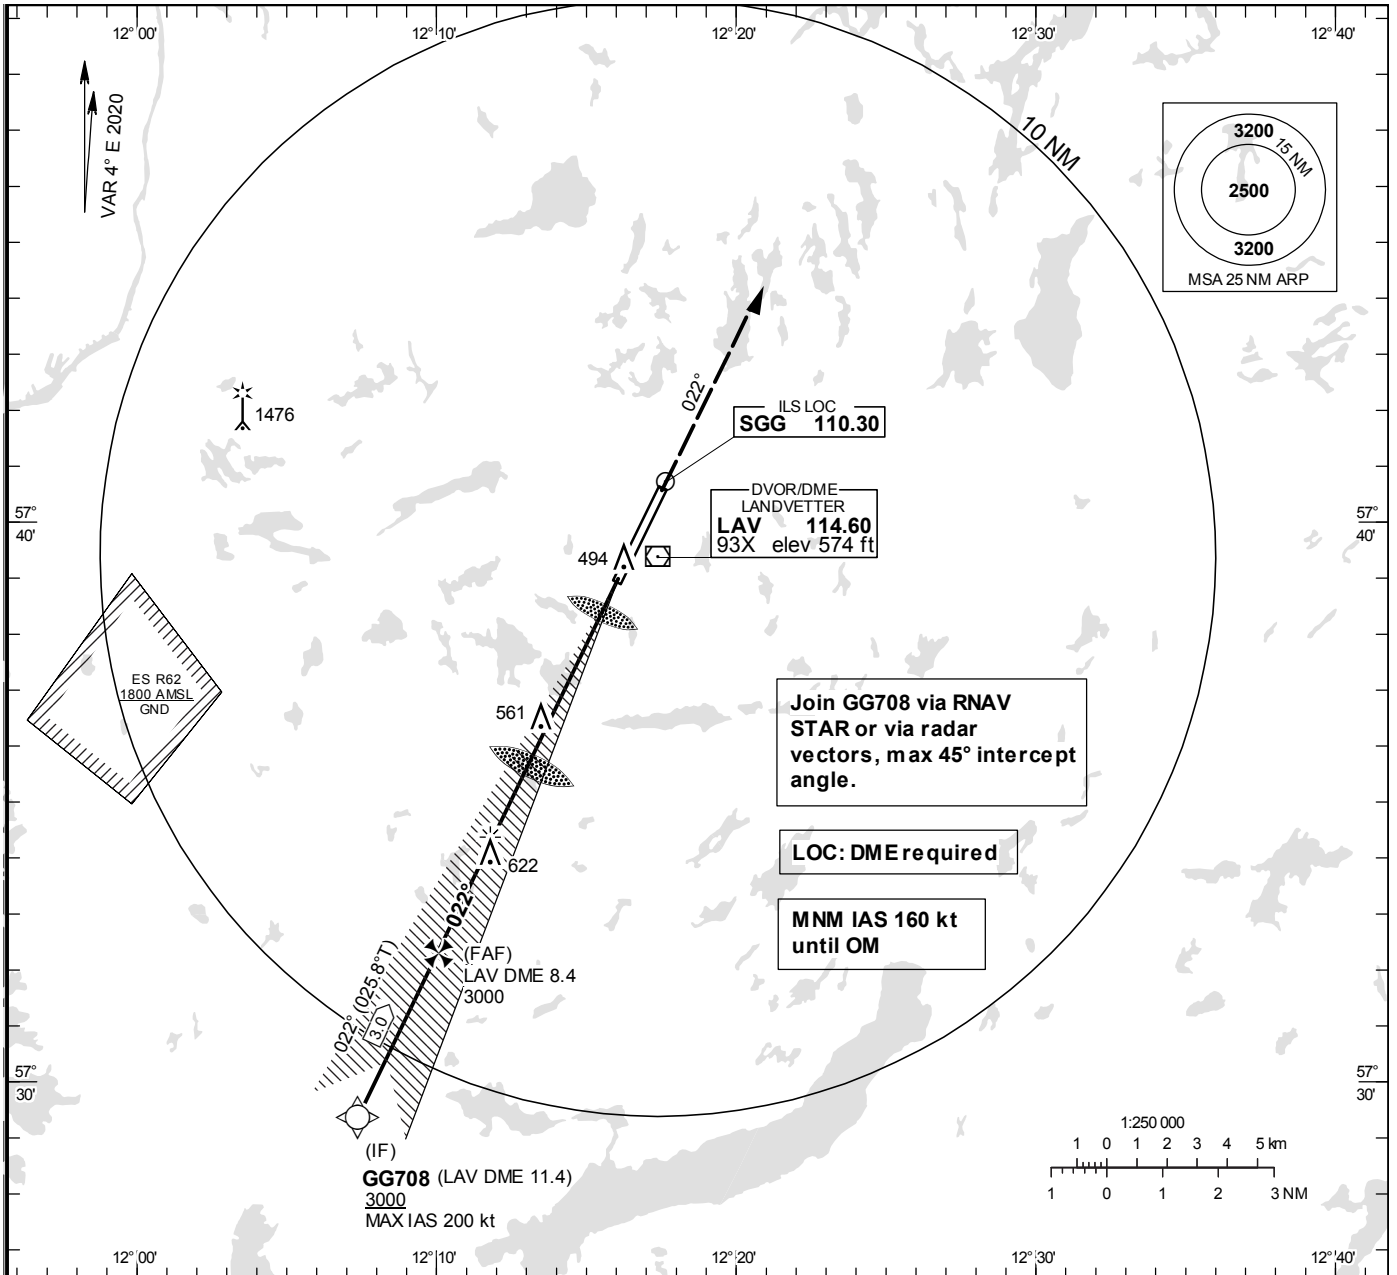 12°00'
12°10'
12°20'
12°30'
12°40'
VAR 4° E 2020
10 NM
3200
15 NM
2500
3200
MSA 25 NM ARP
1476
022°
ILS LOC
SGG 110.30
DVOR/DME
LANDVETTER
LAV 114.60
93X elev 574 ft
57°
40'
57°
40'
494
ES R62
1800 AMSL
GND
561
Join GG708 via RNAV
STAR or via radar
vectors, max 45° intercept
angle.
LOC: DME required
622
022°
MNM IAS 160 kt
until OM
(FAF)
LAV DME 8.4
3000
022° (025.8°T)
3.0
57°
30'
57°
30'
(IF)
GG708 (LAV DME 11.4)
3000
MAX IAS 200 kt
1:250 000
1 0 1 2 3 4 5 km
1 0 1 2 3 NM
12°00'
12°10'
12°20'
12°30'
12°40'